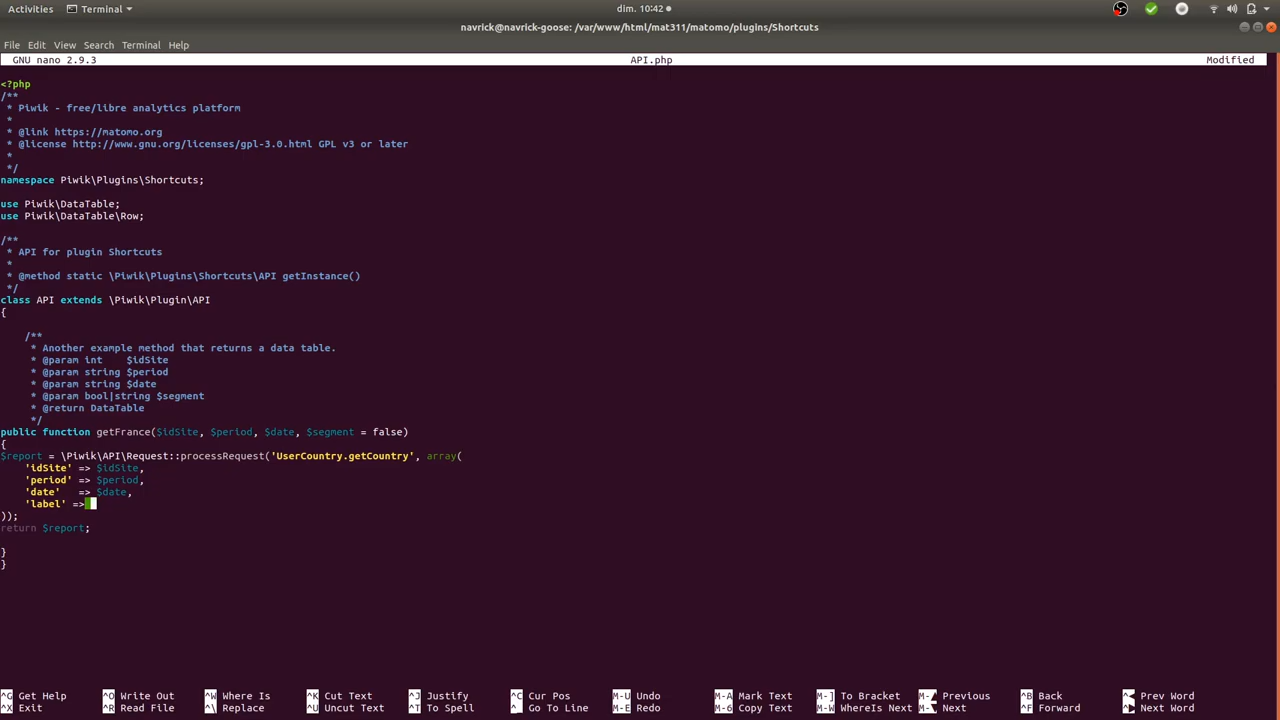 Activities Terminal dim. 10:42
navrick@navrick-goose: /var/www/html/mat311/matomo/plugins/Shortcuts
File Edit View Search Terminal Help
GNU nano 2.9.3 API.php Modified
<?php
/**
 * Piwik - free/libre analytics platform
 *
 * @link https://matomo.org
 * @license http://www.gnu.org/licenses/gpl-3.0.html GPL v3 or later
 *
 */
namespace Piwik\Plugins\Shortcuts;
use Piwik\DataTable;
use Piwik\DataTable\Row;
/**
 * API for plugin Shortcuts
 *
 * @method static \Piwik\Plugins\Shortcuts\API getInstance()
 */
class API extends \Piwik\Plugin\API
{
    /**
     * Another example method that returns a data table.
     * @param int    $idSite
     * @param string $period
     * @param string $date
     * @param bool|string $segment
     * @return DataTable
     */
public function getFrance($idSite, $period, $date, $segment = false)
{
$report = \Piwik\API\Request::processRequest('UserCountry.getCountry', array(
    'idSite' => $idSite,
    'period' => $period,
    'date'   => $date,
    'label' =>
));
return $report;
}
}
^G Get Help ^O Write Out ^W Where Is ^K Cut Text ^J Justify ^C Cur Pos M-U Undo M-A Mark Text M-] To Bracket M-▲ Previous ^B Back ^◀ Prev Word
^X Exit ^R Read File ^\ Replace ^U Uncut Text ^T To Spell ^_ Go To Line M-E Redo M-6 Copy Text M-W WhereIs Next M-▼ Next ^F Forward ^▶ Next Word